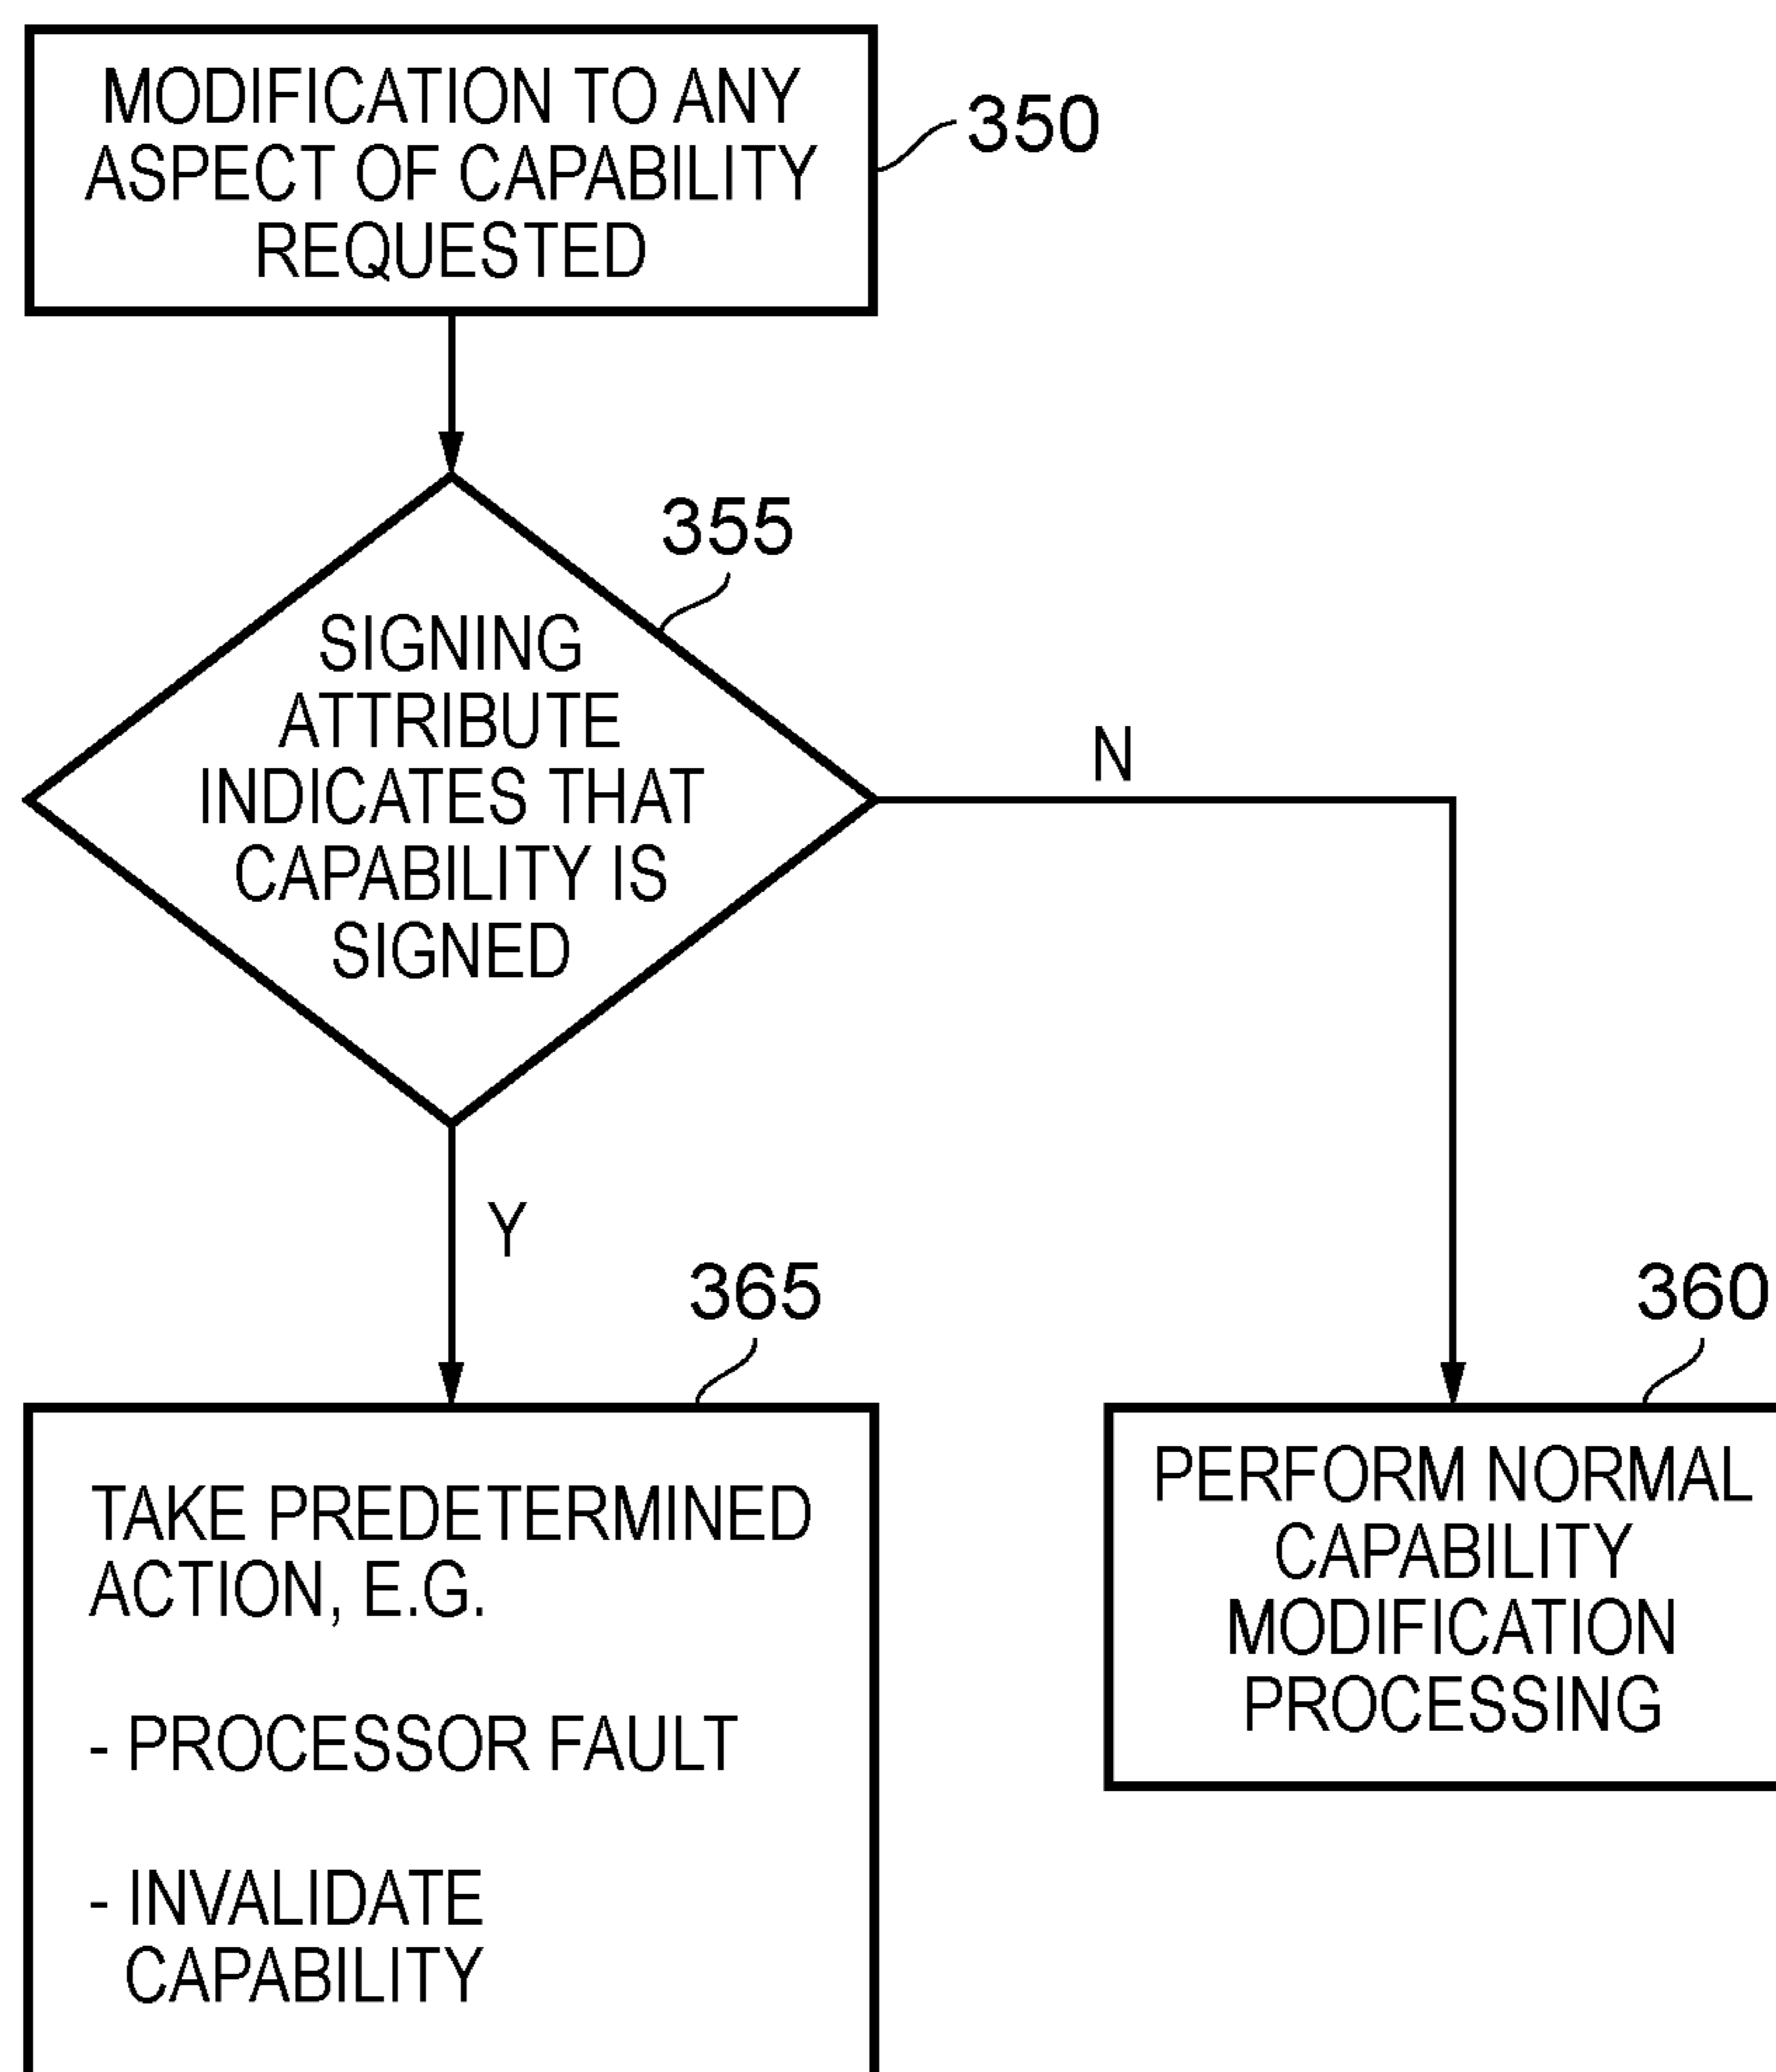 MODIFICATION TO ANY
ASPECT OF CAPABILITY
REQUESTED
350
355
SIGNING
ATTRIBUTE
INDICATES THAT
CAPABILITY IS
SIGNED
N
Y
365
360
TAKE PREDETERMINED
ACTION, E.G.
- PROCESSOR FAULT
- INVALIDATE
CAPABILITY
PERFORM NORMAL
CAPABILITY
MODIFICATION
PROCESSING